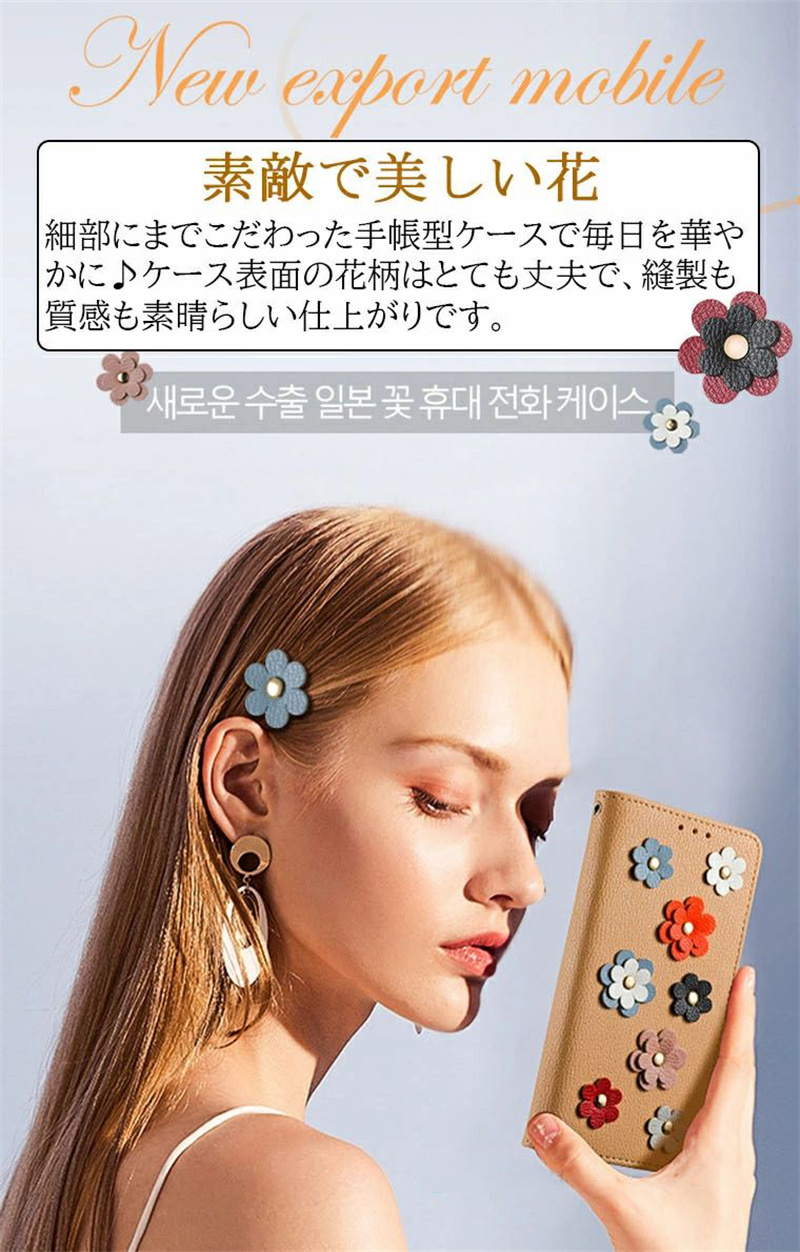 New export mobile
素敵で美しい花
細部にまでこだわった手帳型ケースで毎日を華や
かに♪ケース表面の花柄はとても丈夫で、縫製も
質感も素晴らしい仕上がりです。
새로운 수출 일본 꽃 휴대 전화 케이스